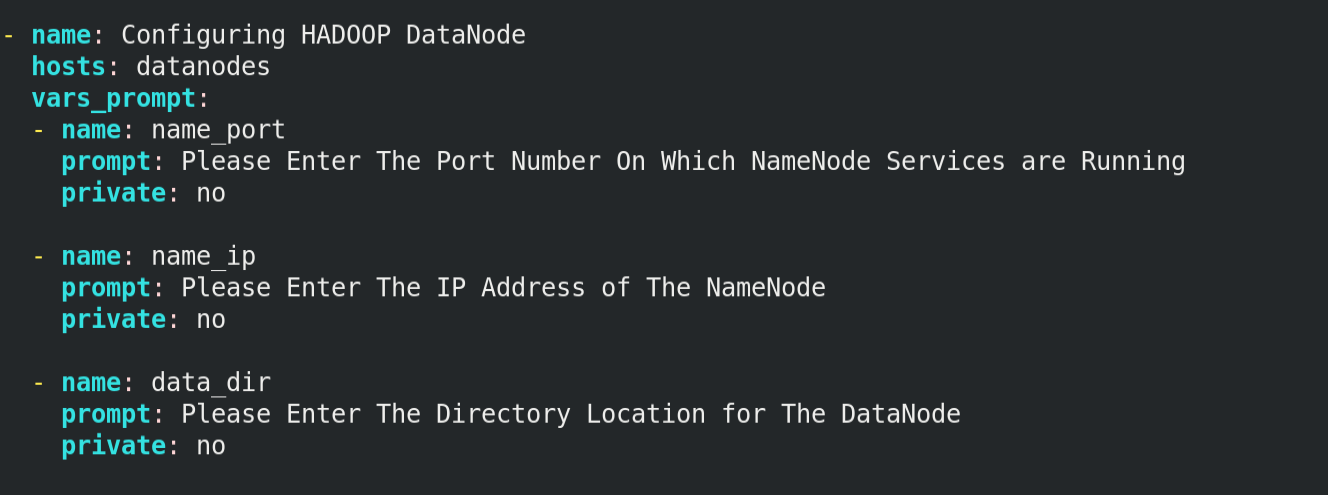 - name: Configuring HADOOP DataNode
  hosts: datanodes
  vars_prompt:
  - name: name_port
    prompt: Please Enter The Port Number On Which NameNode Services are Running
    private: no

  - name: name_ip
    prompt: Please Enter The IP Address of The NameNode
    private: no

  - name: data_dir
    prompt: Please Enter The Directory Location for The DataNode
    private: no